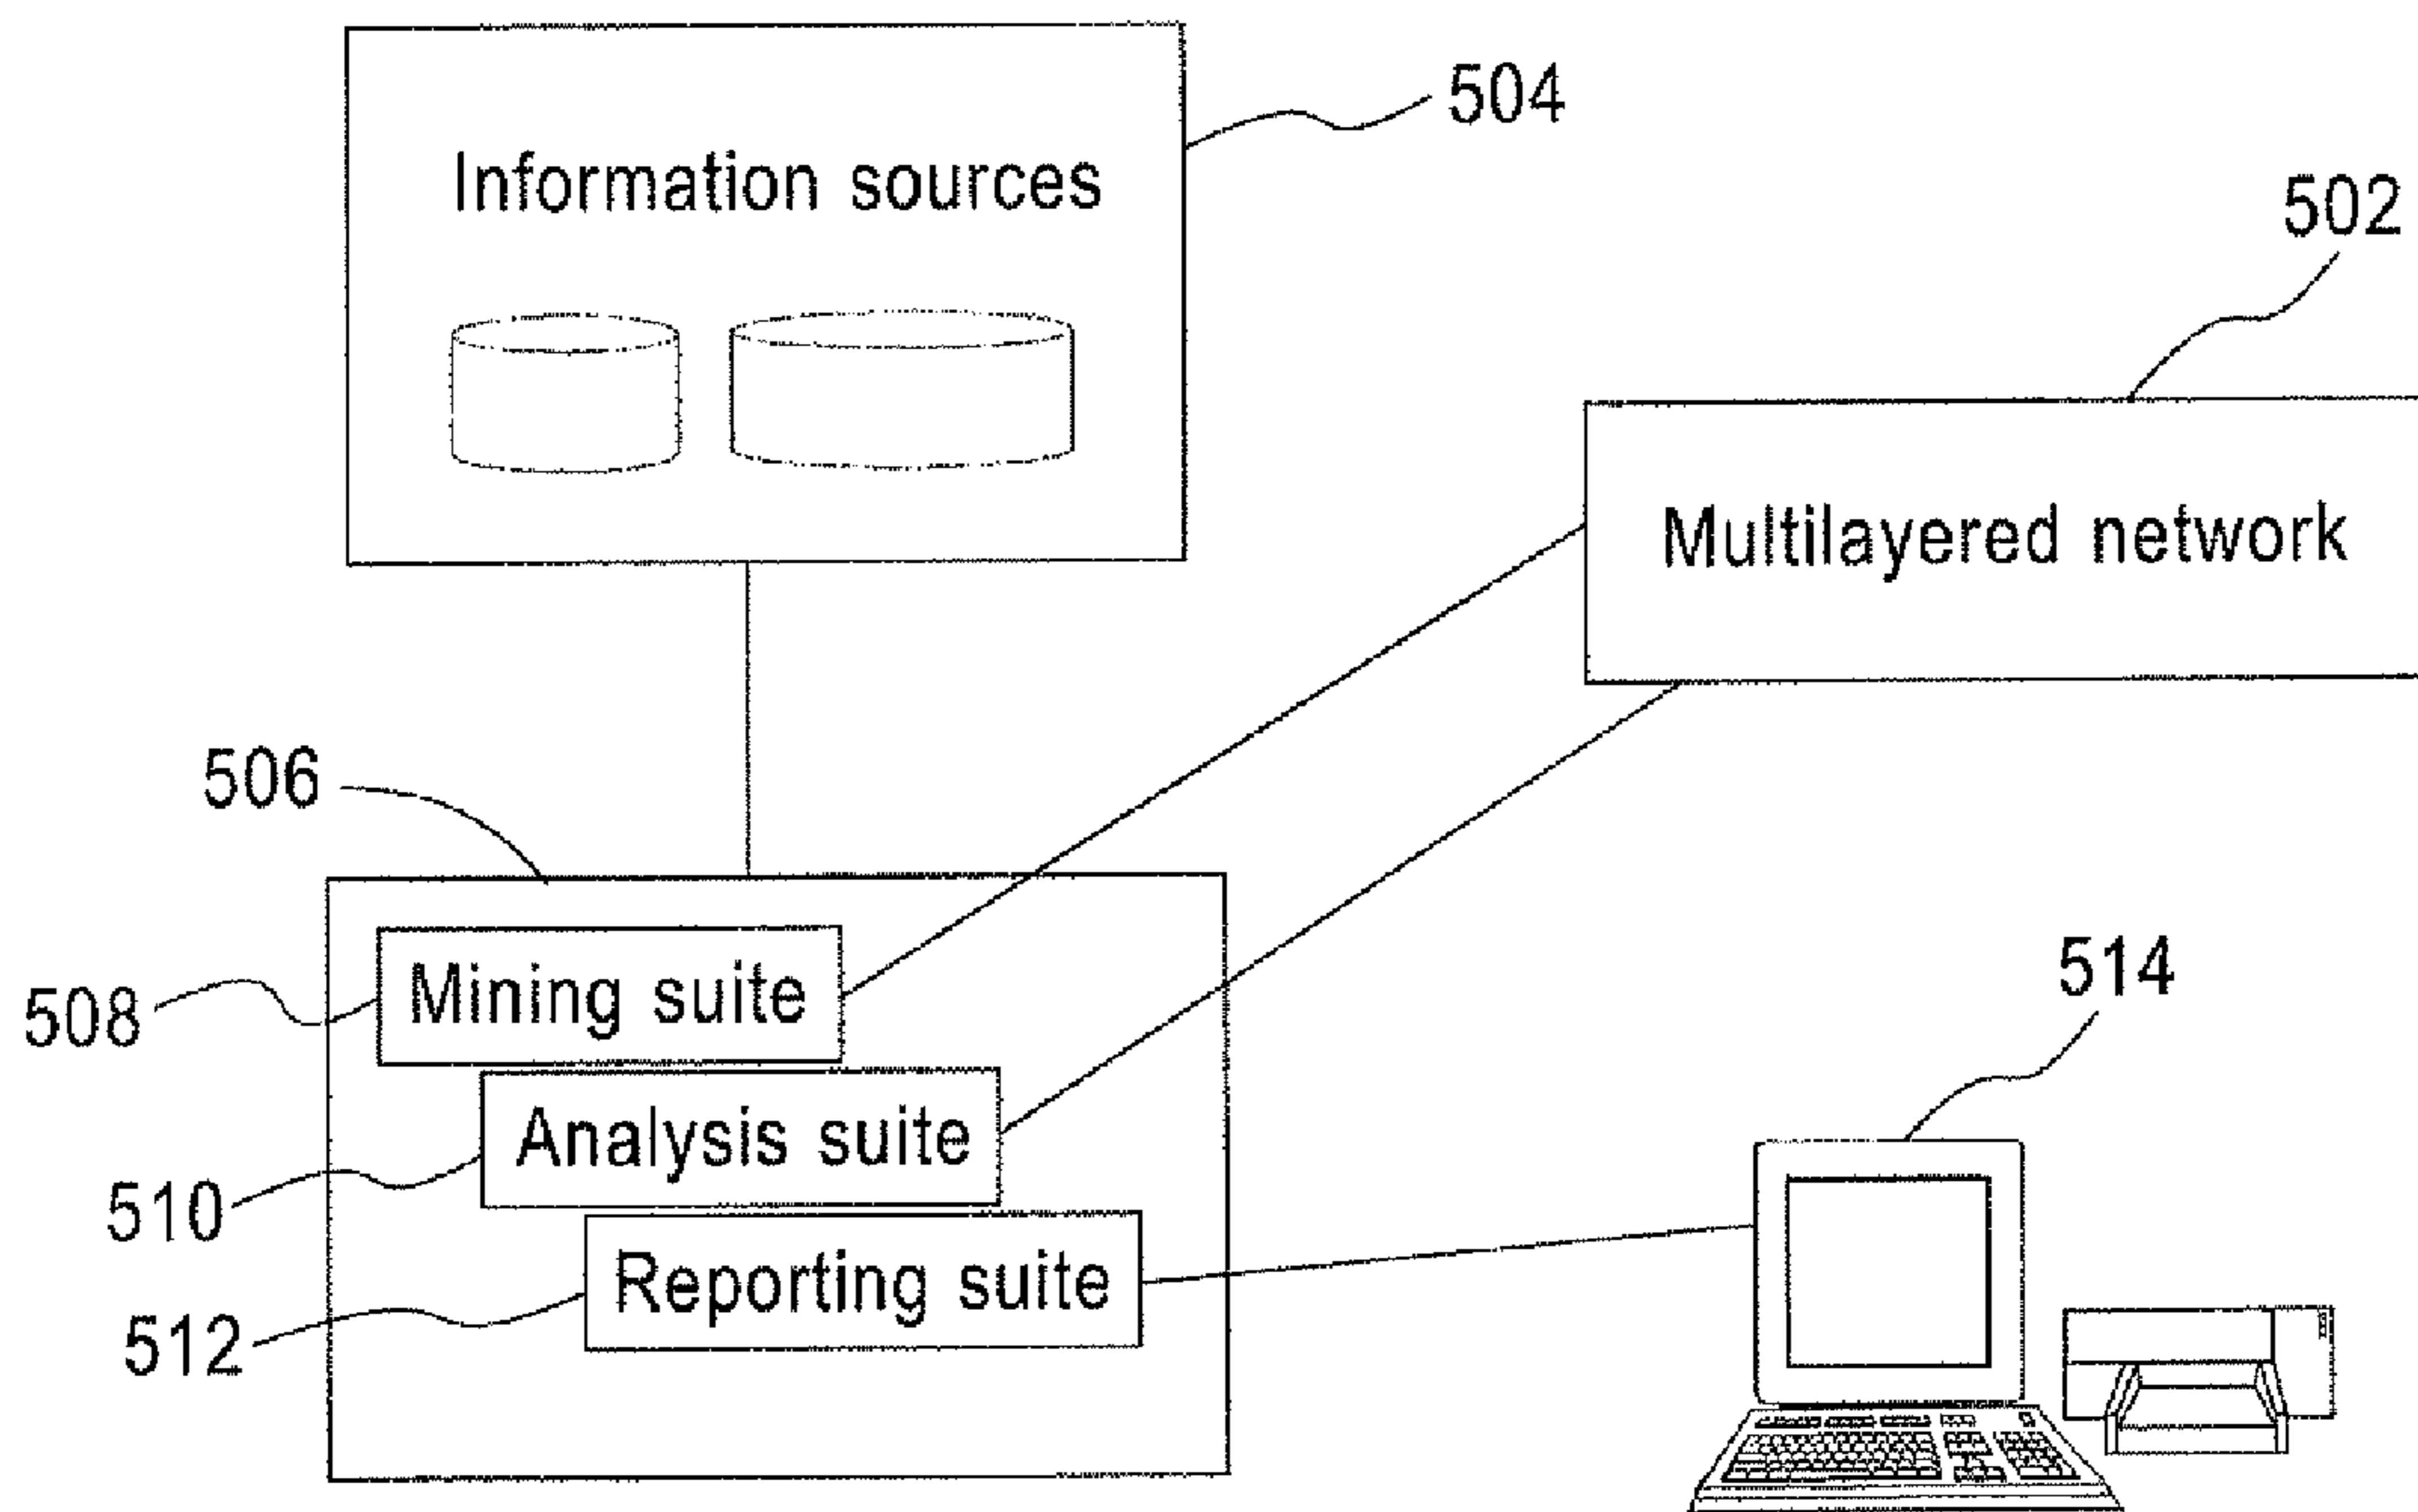 504
Information sources
502
Multilayered network
506
Mining suite
508
514
Analysis suite
510
Reporting suite
512